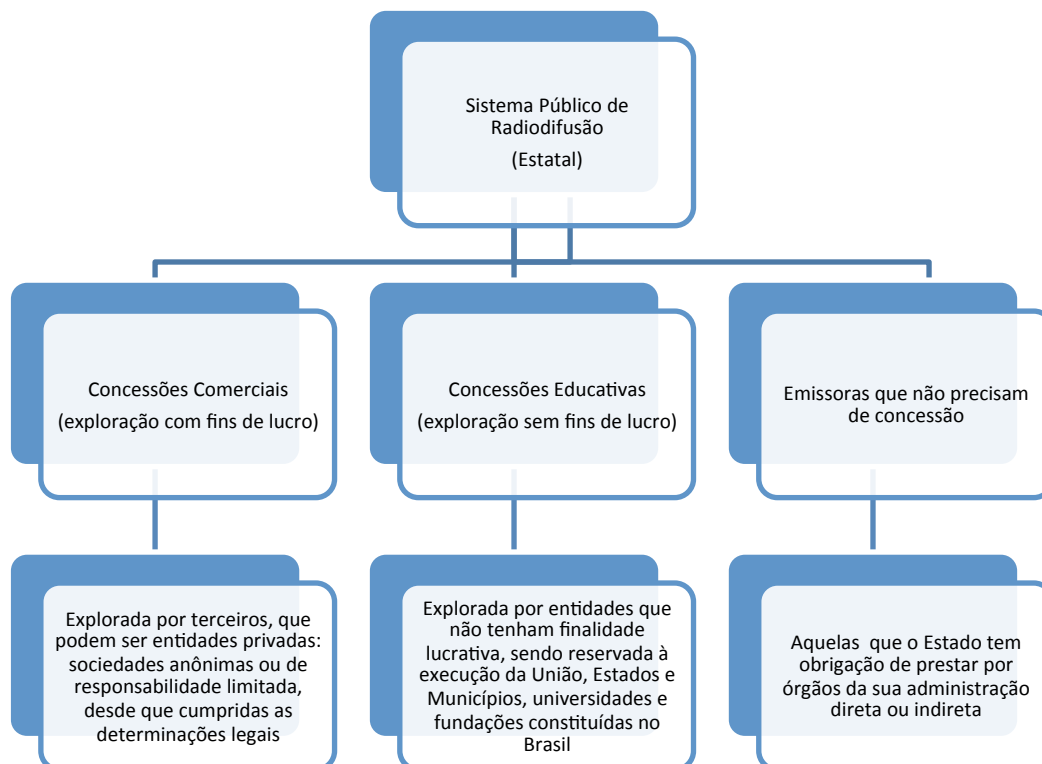 Sistema Público de
Radiodifusão
(Estatal)
Concessões Comerciais
(exploração com fins de lucro)
Concessões Educativas
(exploração sem fins de lucro)
Emissoras que não precisam
de concessão
Explorada por terceiros, que
podem ser entidades privadas:
sociedades anônimas ou de
responsabilidade limitada,
desde que cumpridas as
determinações legais
Explorada por entidades que
não tenham finalidade
lucrativa, sendo reservada à
execução da União, Estados e
Municípios, universidades e
fundações constituídas no
Brasil
Aquelas que o Estado tem
obrigação de prestar por
órgãos da sua administração
direta ou indireta